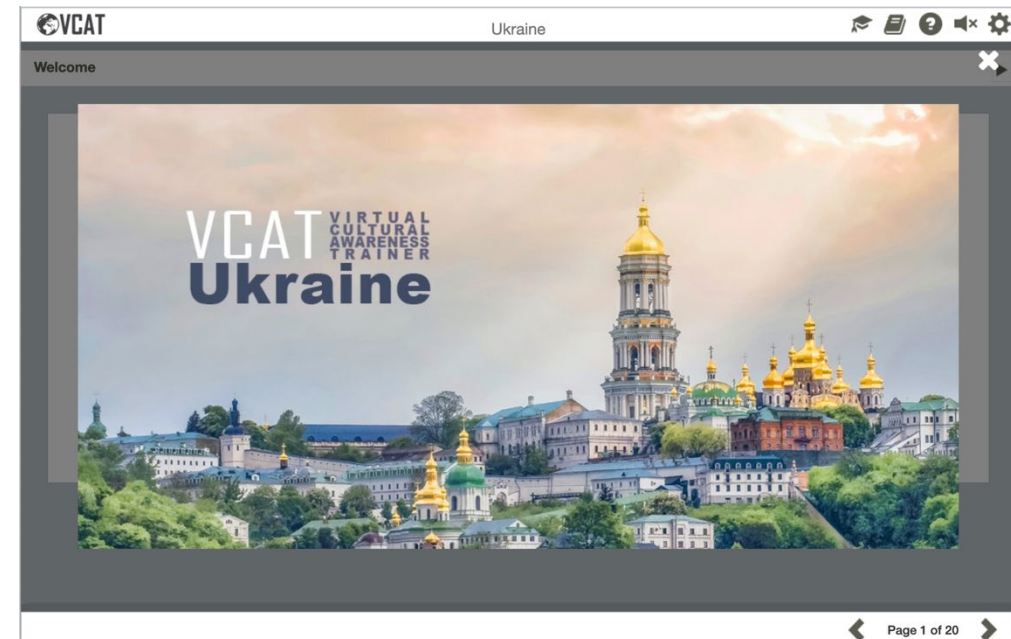 VCAT
Ukraine
Welcome
VCAT VIRTUAL
CULTURAL
AWARENESS
TRAINER
Ukraine
Page 1 of 20